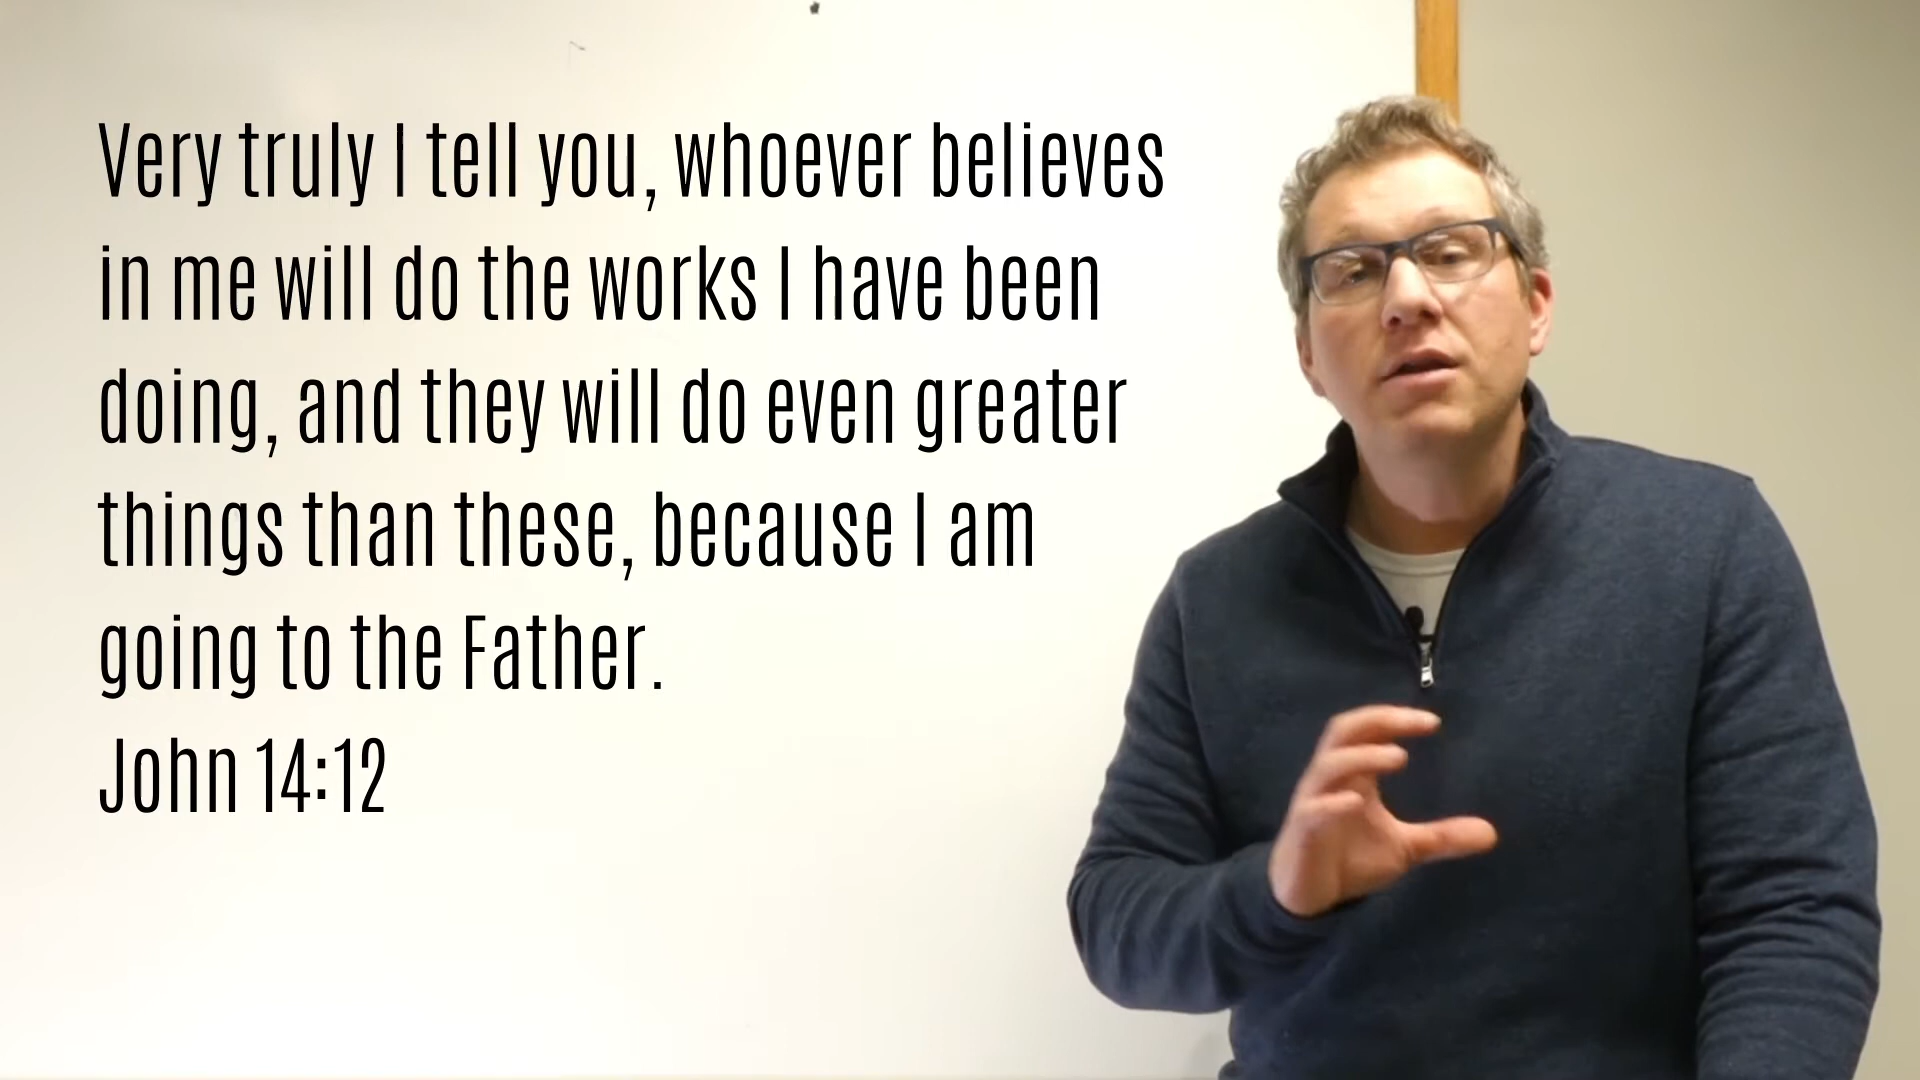 Very truly I tell you, whoever believes
in me will do the works I have been
doing, and they will do even greater
things than these, because I am
going to the Father.
John 14:12